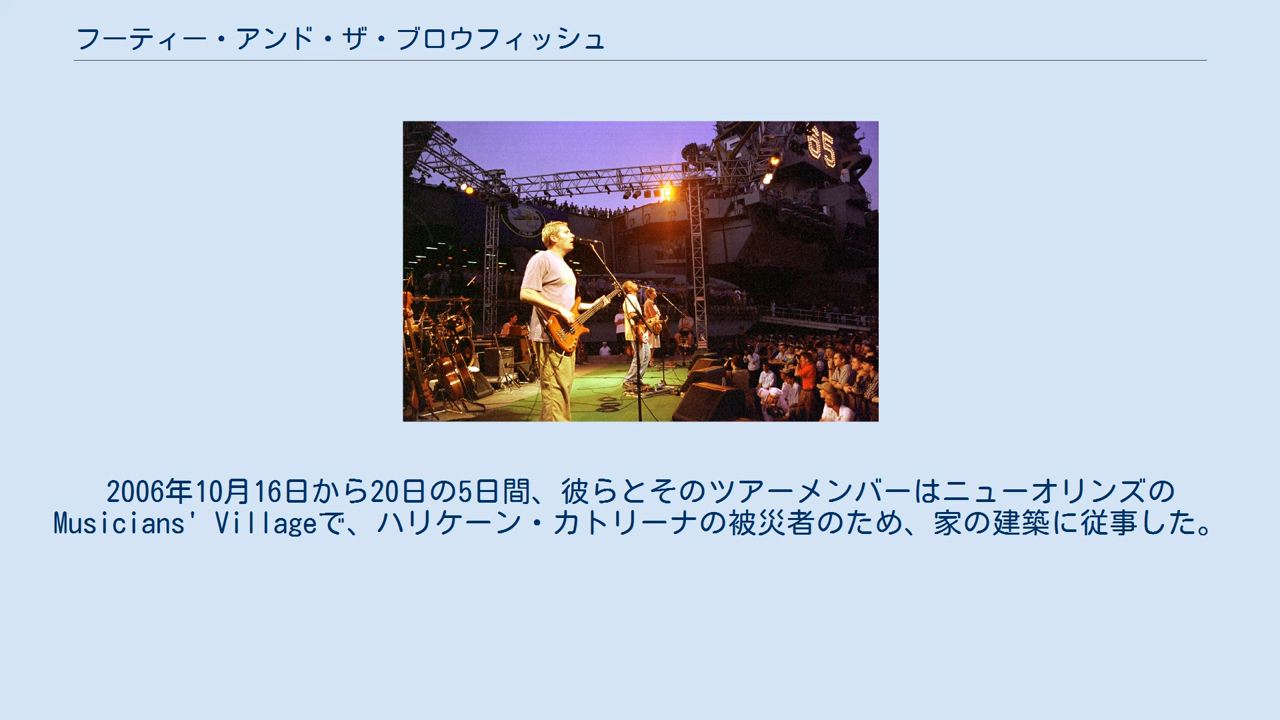 フーティー・アンド・ザ・ブロウフィッシュ
65
2006年10月16日から20日の5日間、彼らとそのツアーメンバーはニューオリンズの
Musicians' Villageで、ハリケーン・カトリーナの被災者のため、家の建築に従事した。